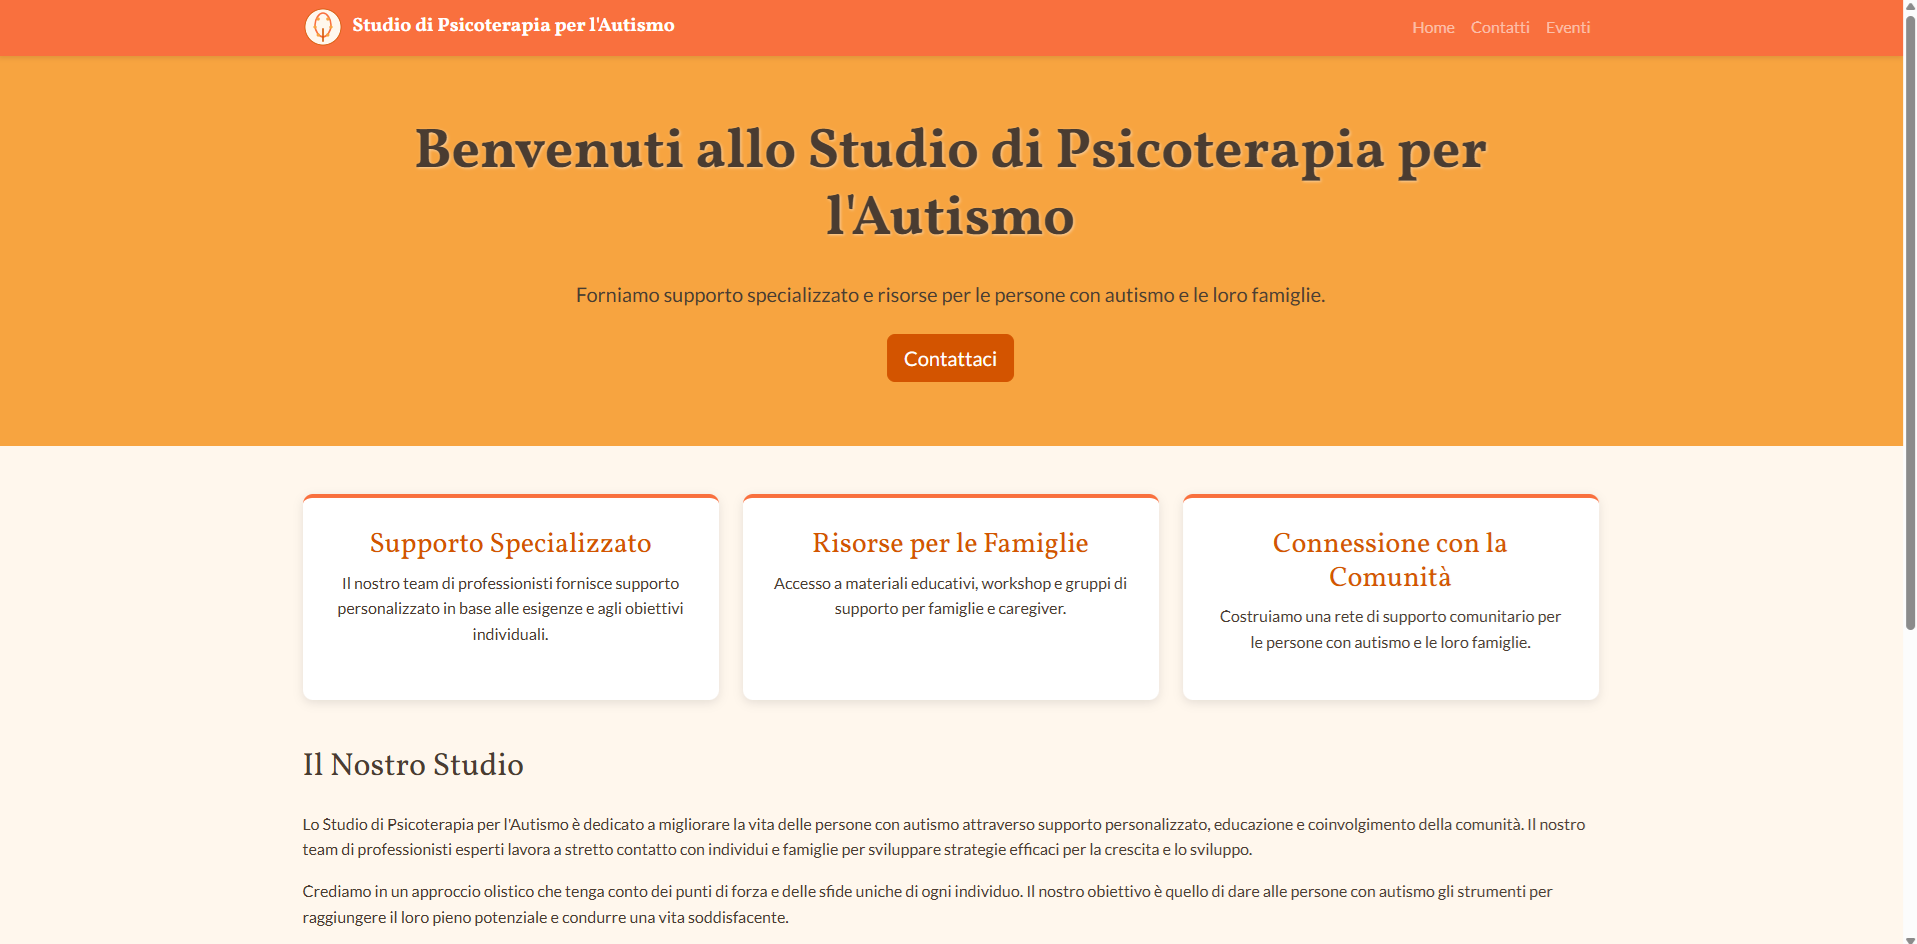 Studio di Psicoterapia per l'Autismo
Home Contatti Eventi
Benvenuti allo Studio di Psicoterapia per
l'Autismo
Forniamo supporto specializzato e risorse per le persone con autismo e le loro famiglie.
Contattaci
Supporto Specializzato
Il nostro team di professionisti fornisce supporto
personalizzato in base alle esigenze e agli obiettivi
individuali.
Risorse per le Famiglie
Accesso a materiali educativi, workshop e gruppi di
supporto per famiglie e caregiver.
Connessione con la
Comunità
Costruiamo una rete di supporto comunitario per
le persone con autismo e le loro famiglie.
Il Nostro Studio
Lo Studio di Psicoterapia per l'Autismo è dedicato a migliorare la vita delle persone con autismo attraverso supporto personalizzato, educazione e coinvolgimento della comunità. Il nostro
team di professionisti esperti lavora a stretto contatto con individui e famiglie per sviluppare strategie efficaci per la crescita e lo sviluppo.
Crediamo in un approccio olistico che tenga conto dei punti di forza e delle sfide uniche di ogni individuo. Il nostro obiettivo è quello di dare alle persone con autismo gli strumenti per
raggiungere il loro pieno potenziale e condurre una vita soddisfacente.